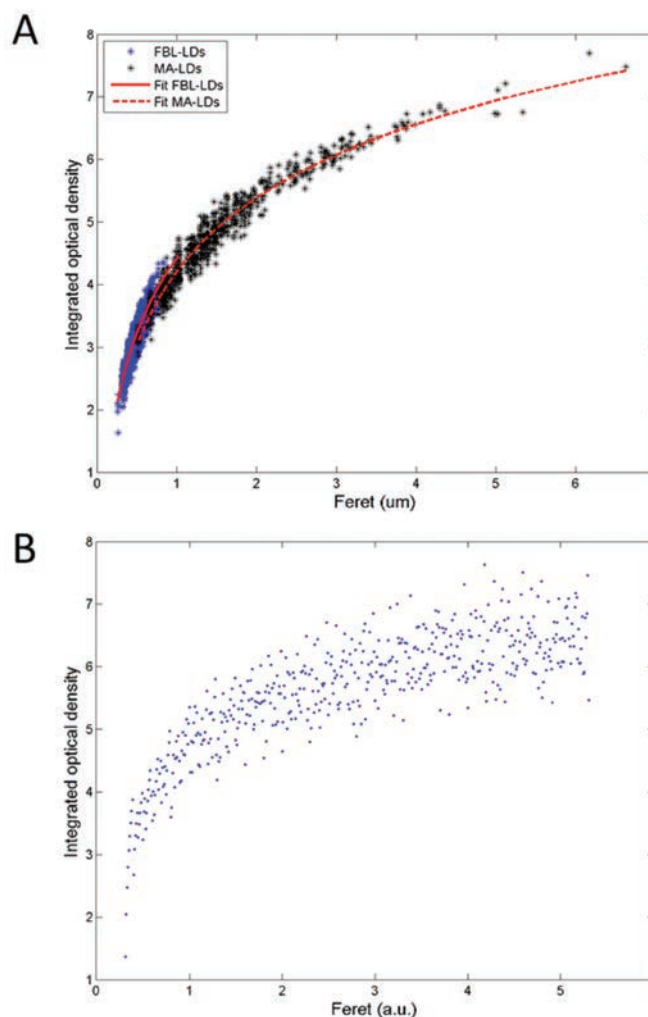 A
FBL-LDs
MA-LDs
Fit FBL-LDs
Fit MA-LDs
8
7
6
5
4
3
2
1
Integrated optical density
0 1 2 3 4 5 6
Feret (um)
B
8
7
6
5
4
3
2
1
Integrated optical density
0 1 2 3 4 5
Feret (a.u.)